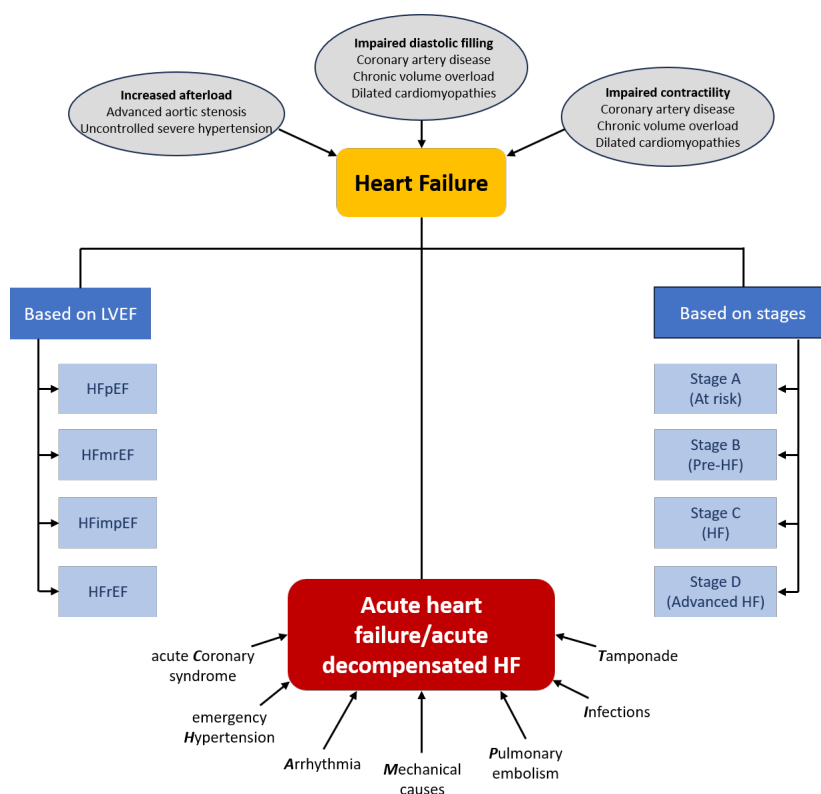 Impaired diastolic filling
Coronary artery disease
Chronic volume overload
Dilated cardiomyopathies
Increased afterload
Advanced aortic stenosis
Uncontrolled severe hypertension
Impaired contractility
Coronary artery disease
Chronic volume overload
Dilated cardiomyopathies
Heart Failure
Based on LVEF
HFpEF
HFmrEF
HFimpEF
HFrEF
Based on stages
Stage A
(At risk)
Stage B
(Pre-HF)
Stage C
(HF)
Stage D
(Advanced HF)
Acute heart
failure/acute
decompensated HF
acute Coronary
syndrome
emergency
Hypertension
Arrhythmia
Mechanical
causes
Pulmonary
embolism
Infections
Tamponade